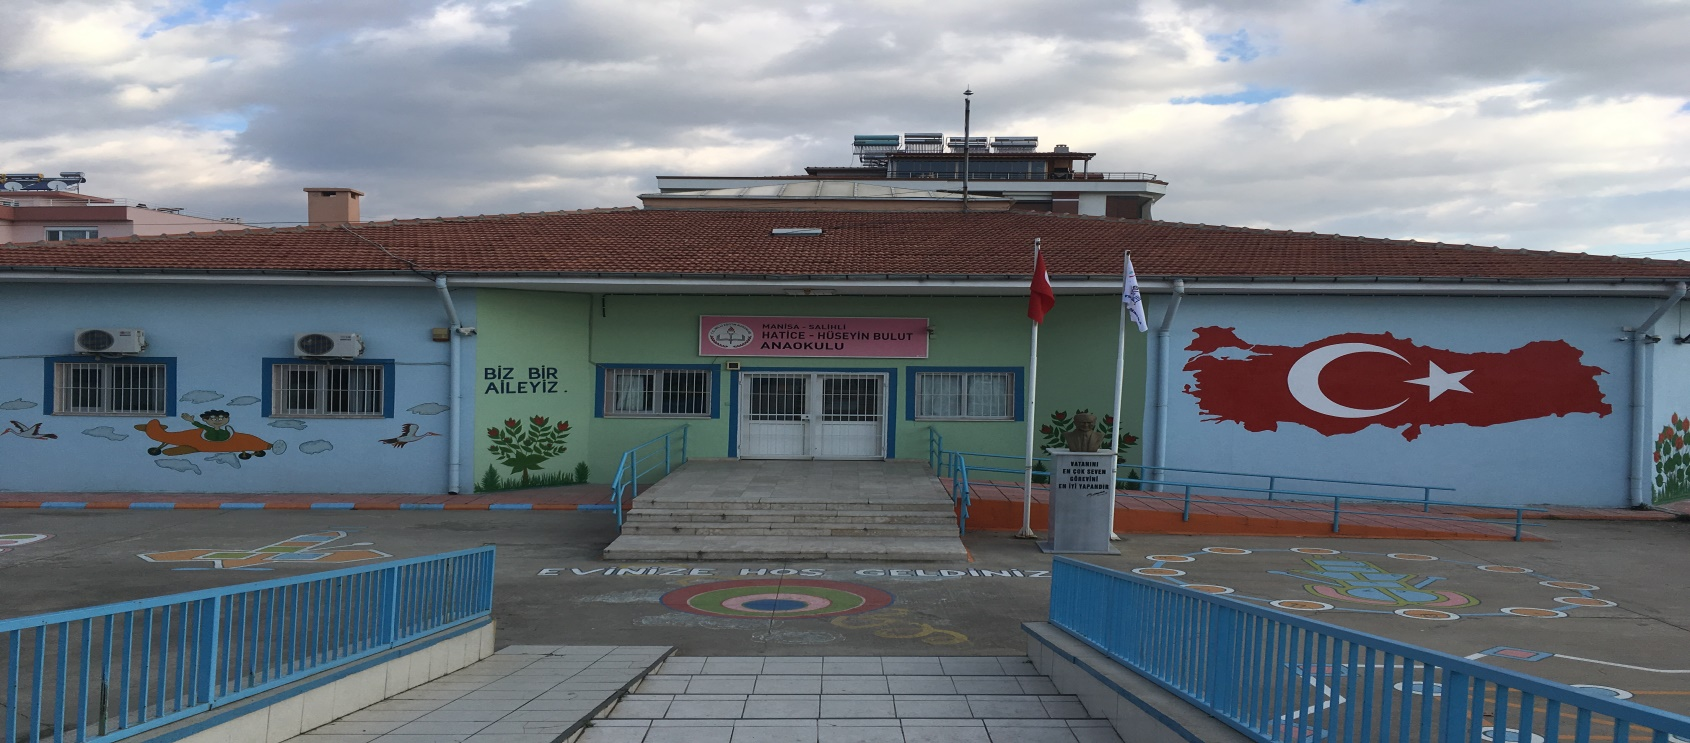 MANİSA - SALİHLİ
HATİCE - HÜSEYİN BULUT
ANAOKULU
BİZ BİR
AİLEYİZ .
VATANINI
EN ÇOK SEVEN
GÖREVİNİ
EN İYİ YAPANDIR
EVİNİZE HOŞ GELDİNİZ